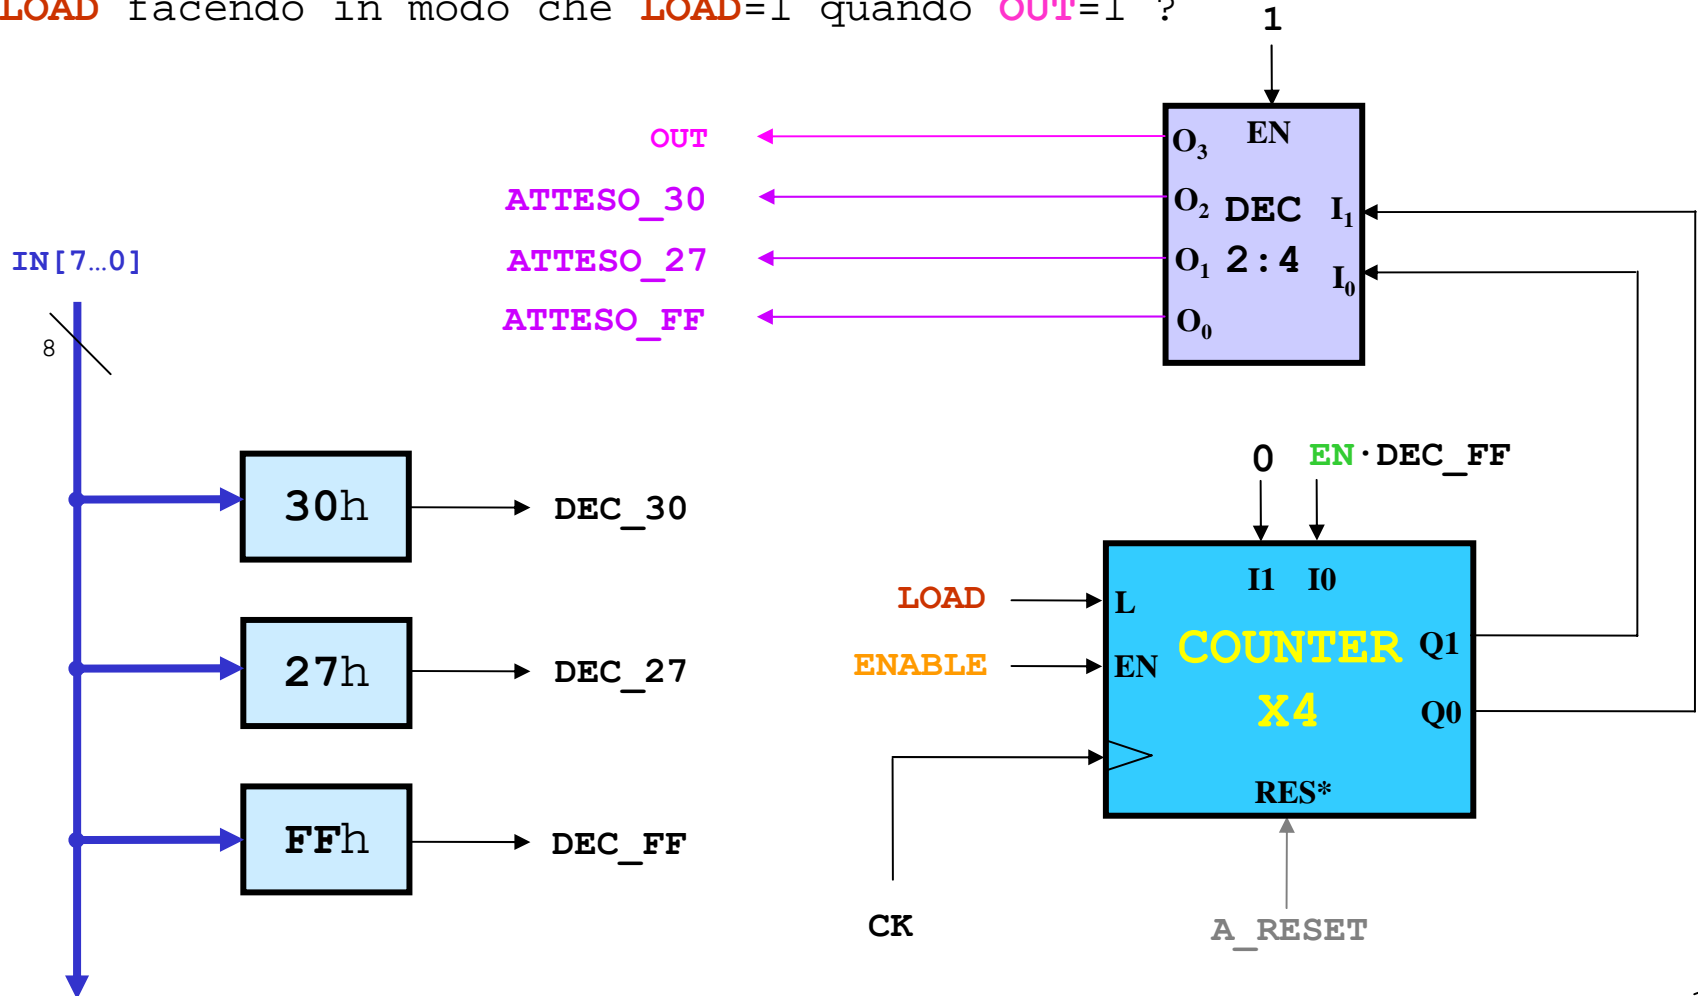 LOAD facendo in modo che LOAD=1 quando OUT=1 ?
1
OUT
O3 EN
ATTESO_30
O2 DEC I1
IN[7…0]
ATTESO_27
O1 2:4 I0
ATTESO_FF
O0
8
0 EN·DEC_FF
30h
DEC_30
I1 I0
LOAD
L
27h
DEC_27
ENABLE
EN
COUNTER
X4
Q1
Q0
RES*
FFh
DEC_FF
CK
A_RESET